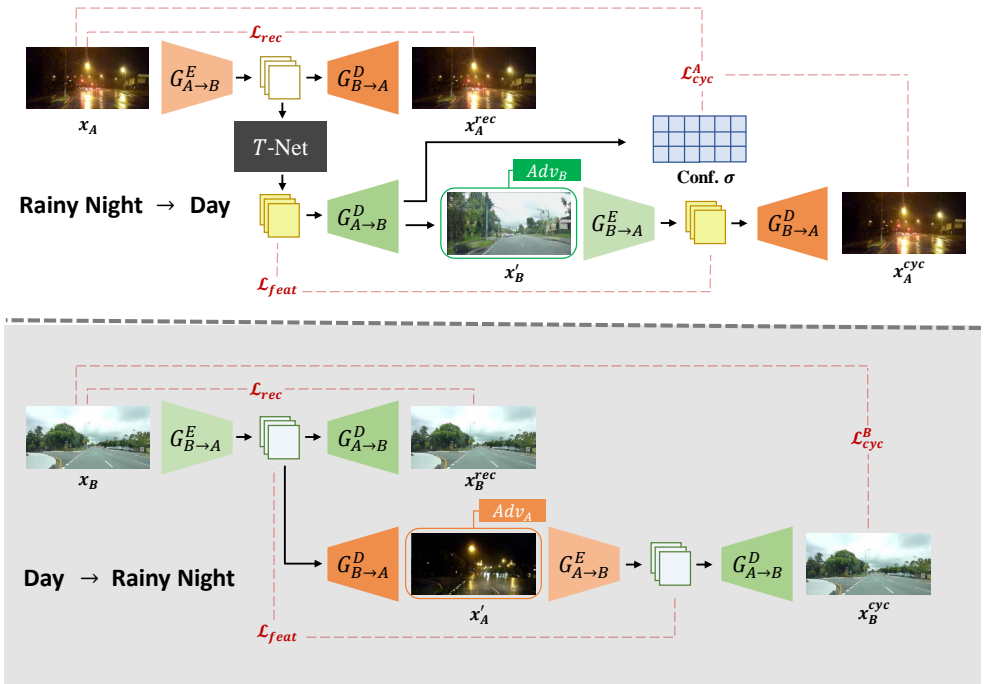 𝓛_rec
𝓛^A_cyc
G^E_{A→B}
G^D_{B→A}
x_A
x_A^{rec}
T-Net
Conf. σ
Adv_B
Rainy Night → Day
G^D_{A→B}
G^E_{B→A}
G^D_{B→A}
x′_B
x_A^{cyc}
𝓛_feat
𝓛_rec
G^E_{B→A}
G^D_{A→B}
𝓛^B_cyc
x_B
x_B^{rec}
Adv_A
G^D_{B→A}
G^E_{A→B}
G^D_{A→B}
Day → Rainy Night
x′_A
x_B^{cyc}
𝓛_feat